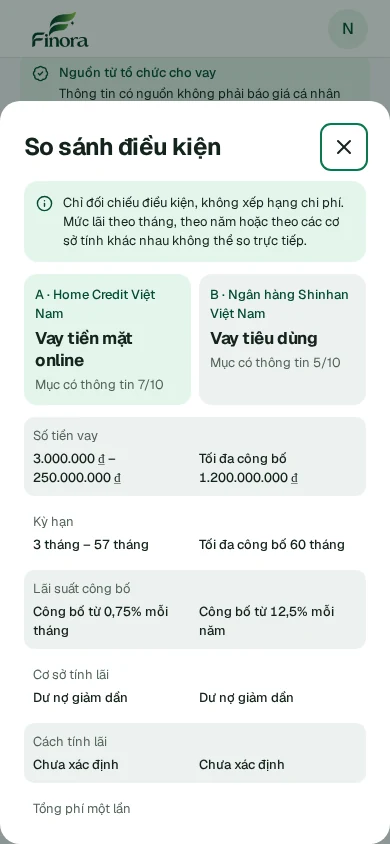 Finora
N
Nguồn từ tổ chức cho vay
Thông tin có nguồn không phải báo giá cá nhân
So sánh điều kiện
Chỉ đối chiếu điều kiện, không xếp hạng chi phí.
Mức lãi theo tháng, theo năm hoặc theo các cơ
sở tính khác nhau không thể so trực tiếp.
A · Home Credit Việt
Nam
Vay tiền mặt
online
Mục có thông tin 7/10
B · Ngân hàng Shinhan
Việt Nam
Vay tiêu dùng
Mục có thông tin 5/10
Số tiền vay
3.000.000 ₫ –
250.000.000 ₫
Tối đa công bố
1.200.000.000 ₫
Kỳ hạn
3 tháng – 57 tháng
Tối đa công bố 60 tháng
Lãi suất công bố
Công bố từ 0,75% mỗi
tháng
Công bố từ 12,5% mỗi
năm
Cơ sở tính lãi
Dư nợ giảm dần
Dư nợ giảm dần
Cách tính lãi
Chưa xác định
Chưa xác định
Tổng phí một lần